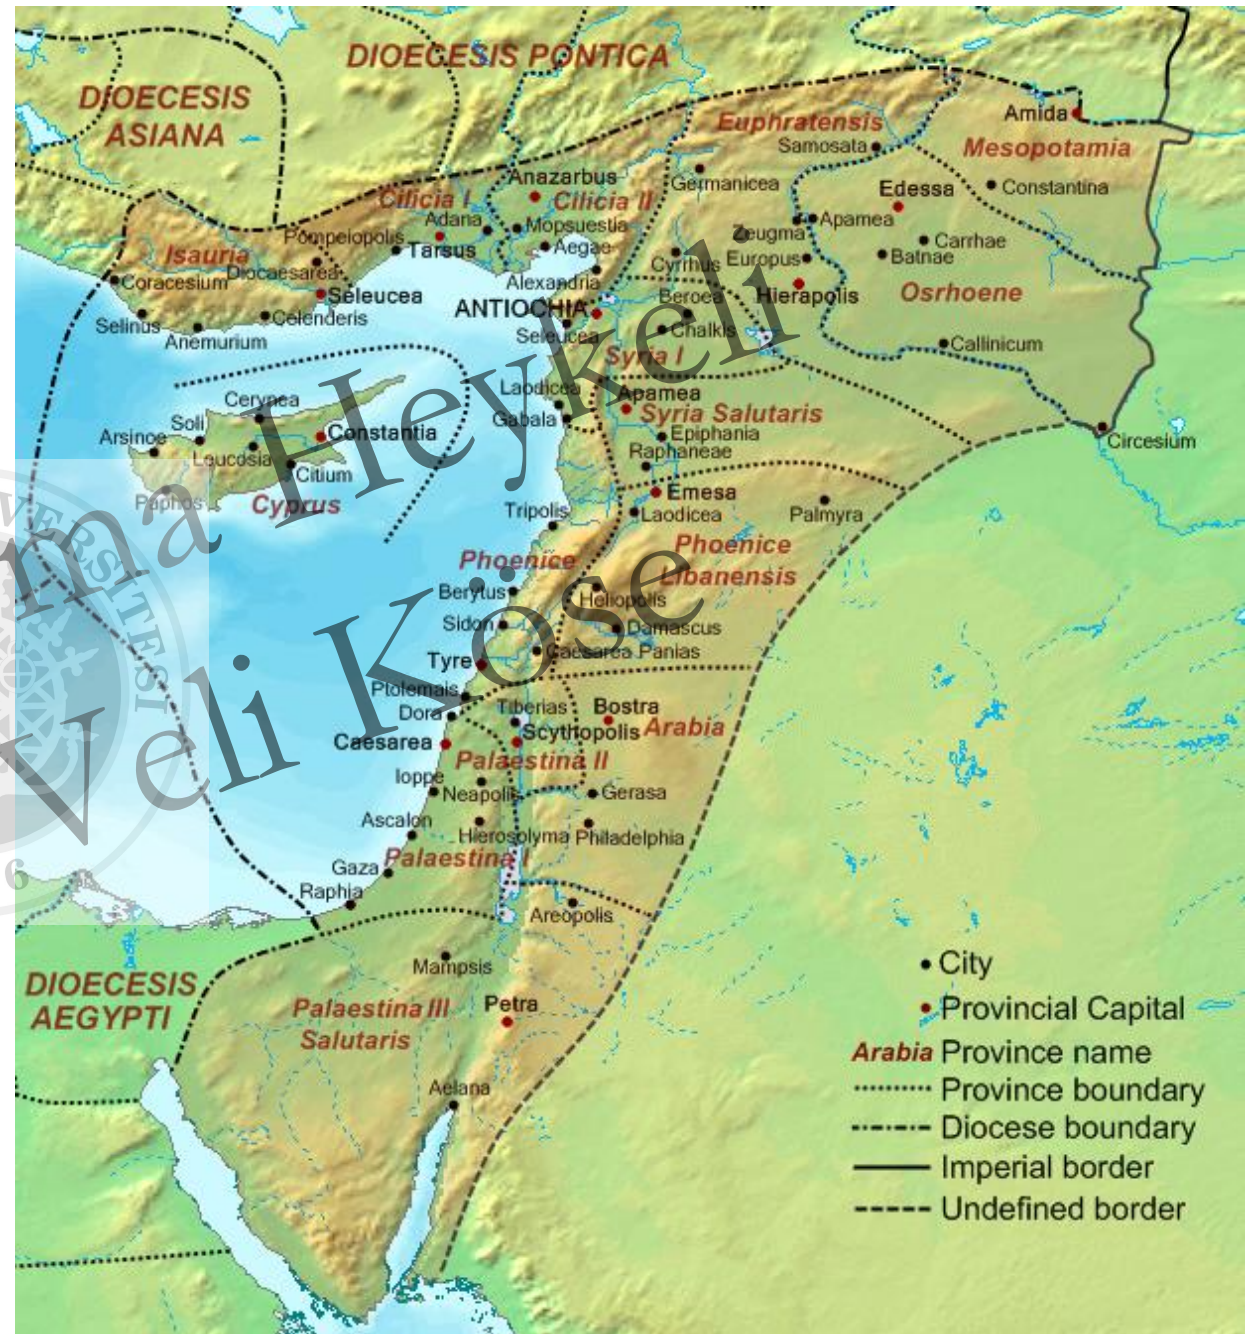 DIOECESIS PONTICA
DIOECESIS
ASIANA
Amida
Euphratensis
Samosata
Mesopotamia
Anazarbus
Germanicea
Edessa
Constantina
Cilicia I
Cilicia II
Adana
Mopsuestia
Apamea
Pompeiopolis
Tarsus
Aegae
Zeugma
Carrhae
Isauria
Diocaesarea
Cyrrhus
Europus
Batnae
Coracesium
Seleucea
Alexandria
Beroea
Hierapolis
Osrhoene
ANTIOCHIA
Selinus
Celenderis
Seleucea
Chalkis
Anemurium
Syria I
Callinicum
Laodicea
Apamea
Cerynea
Gabala
Syria Salutaris
Soli
Arsinoe
Constantia
Epiphania
Circesium
Leucosia
Raphaneae
Citium
Paphos
Cyprus
Emesa
Tripolis
Laodicea
Palmyra
Phoenice
Phoenice
Libanensis
Berytus
Heliopolis
Sidon
Damascus
Tyre
Caesarea Panias
Ptolemais
Tiberias
Bostra
Dora
Scythopolis
Arabia
Caesarea
Palaestina II
Ioppe
Neapolis
Gerasa
Ascalon
Hierosolyma
Philadelphia
Palaestina I
Gaza
Raphia
Areopolis
Mampsis
DIOECESIS
AEGYPTI
Palaestina III
Salutaris
Petra
Aelana
City
Provincial Capital
Arabia Province name
Province boundary
Diocese boundary
Imperial border
Undefined border
Heykeli
Veli Köse